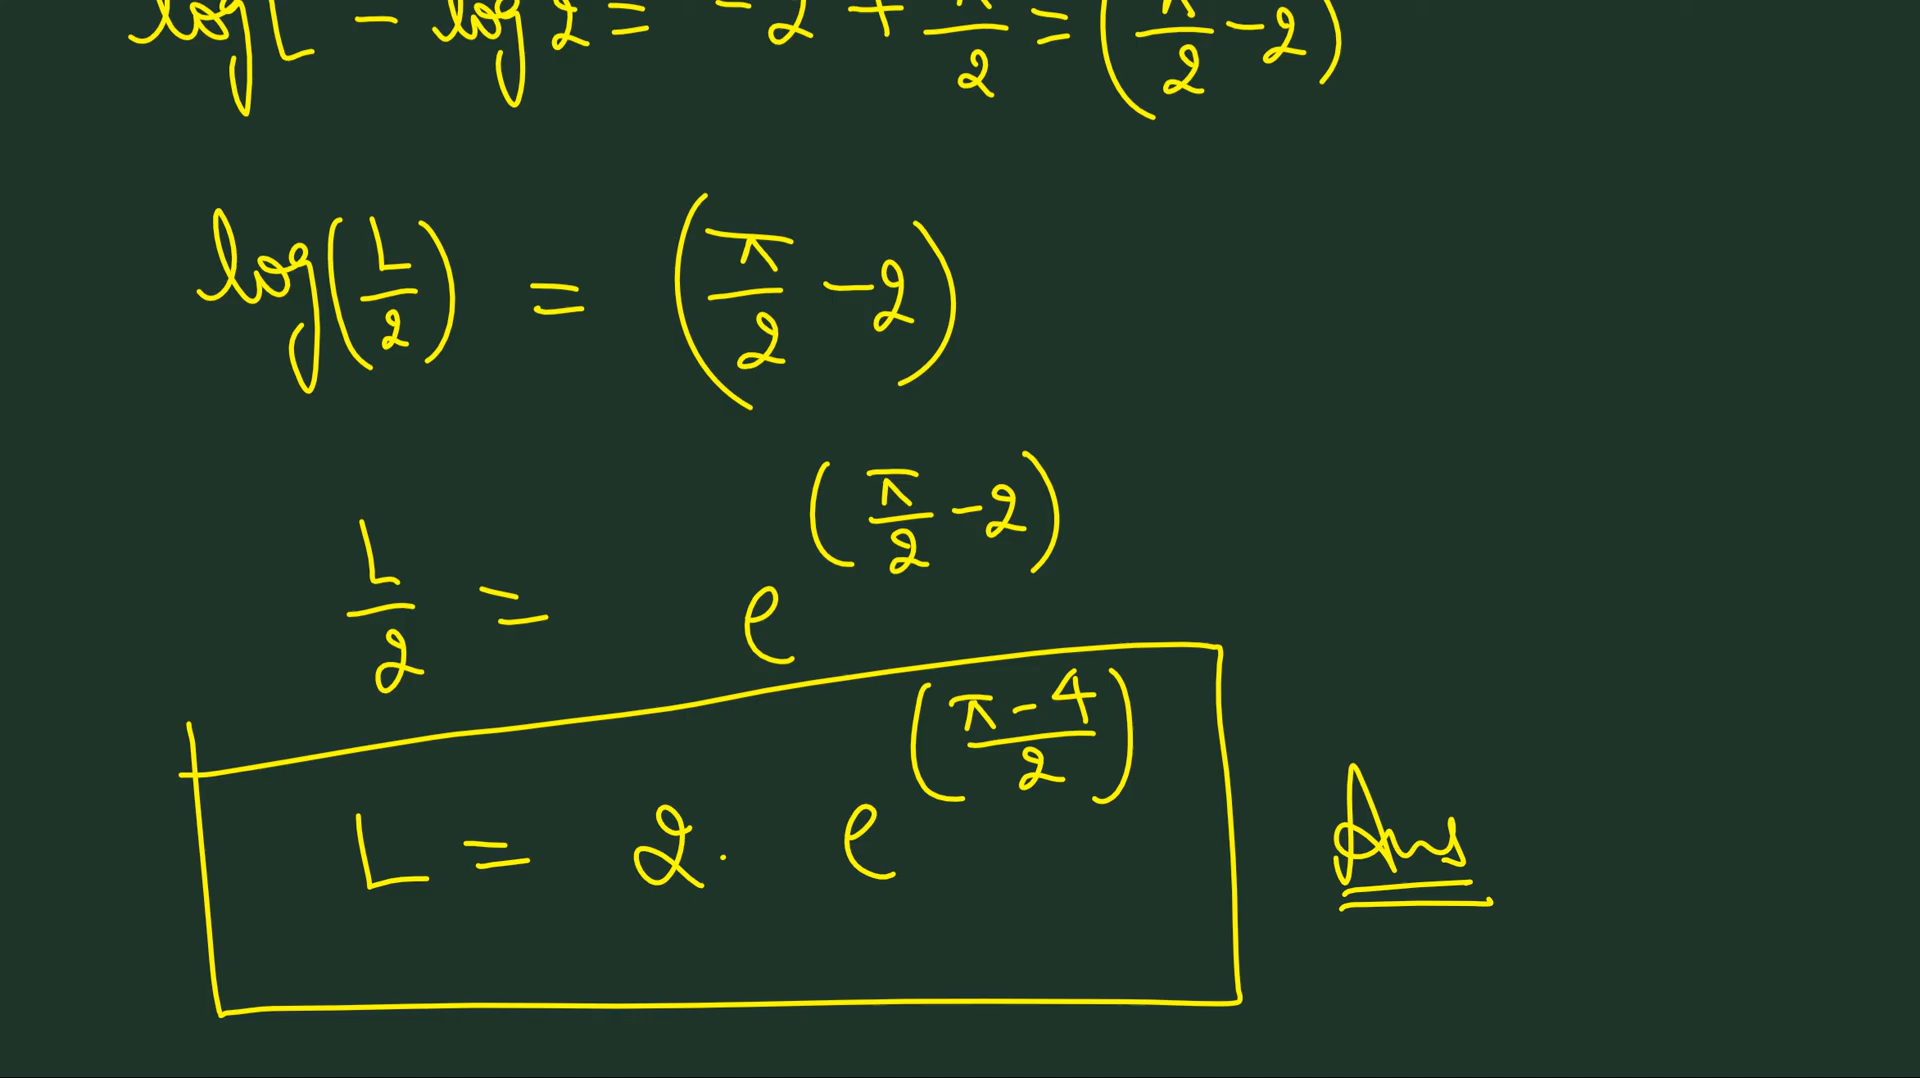 log L - log 2 = -2 + π/2 = (π/2 - 2)
log(L/2) = (π/2 - 2)
L/2 = e^(π/2 - 2)
L = 2. e^((π - 4)/2)
Ans